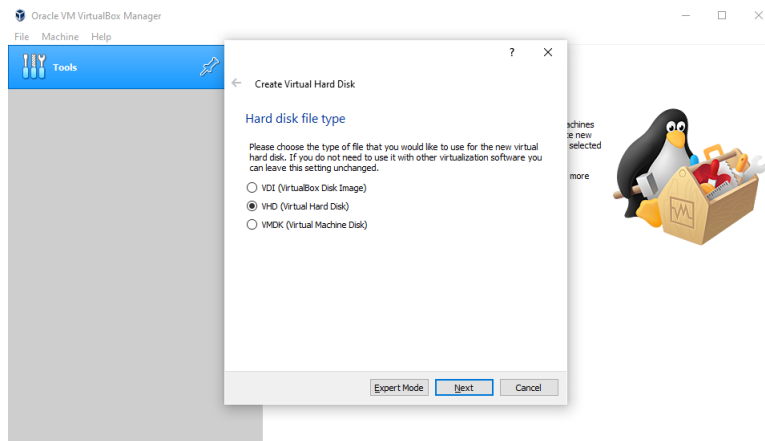 Oracle VM VirtualBox Manager
File Machine Help
Tools
?
Create Virtual Hard Disk
Hard disk file type
Please choose the type of file that you would like to use for the new virtual
hard disk. If you do not need to use it with other virtualization software you
can leave this setting unchanged.
VDI (VirtualBox Disk Image)
VHD (Virtual Hard Disk)
VMDK (Virtual Machine Disk)
Expert Mode Next Cancel
new
selected
more